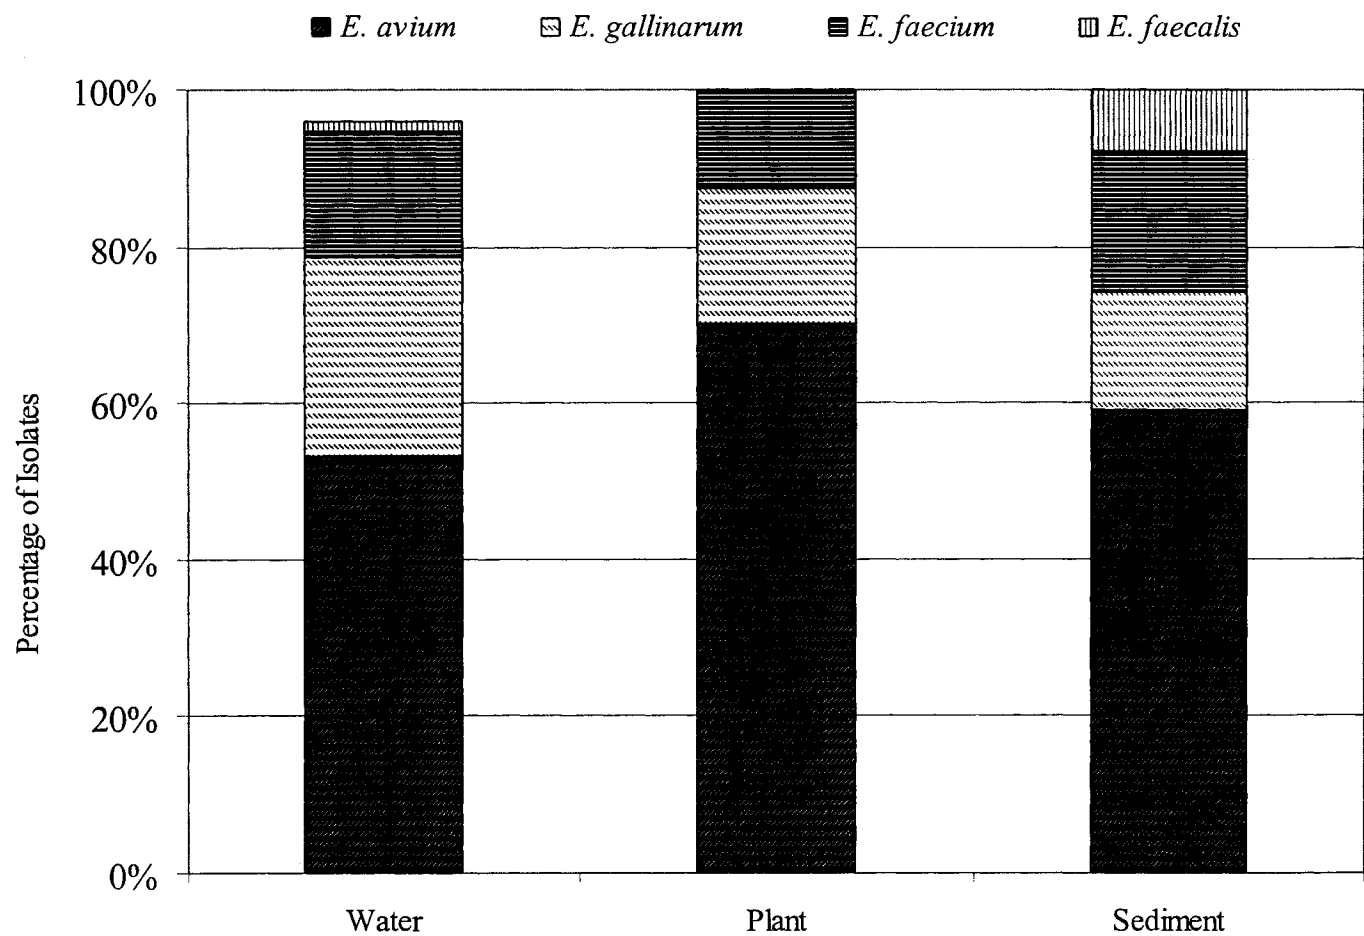 E. avium E. gallinarum E. faecium E. faecalis
100%
80%
60%
40%
20%
0%
Percentage of Isolates
Water Plant Sediment